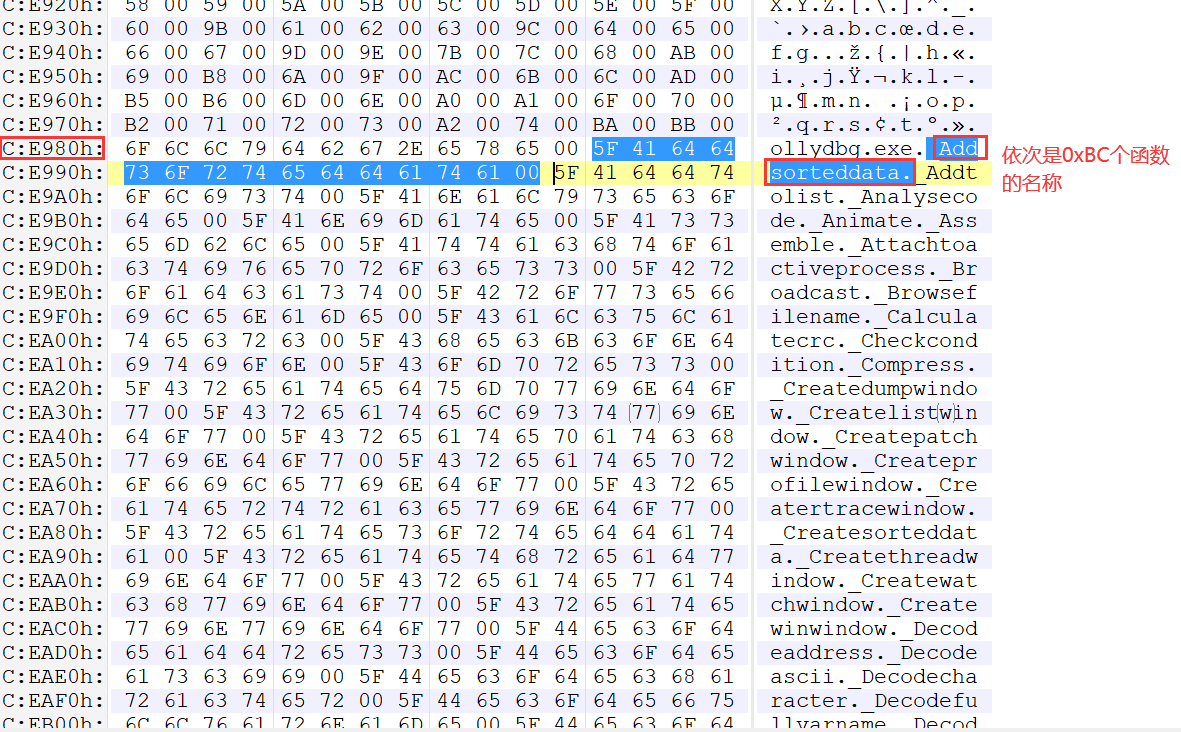 C:E920h: 58 00 59 00 5A 00 5B 00 5C 00 5D 00 5E 00 5F 00 X.Y.Z.[.\.].^._.
C:E930h: 60 00 9B 00 61 00 62 00 63 00 9C 00 64 00 65 00 `.›.a.b.c.œ.d.e.
C:E940h: 66 00 67 00 9D 00 9E 00 7B 00 7C 00 68 00 AB 00 f.g...ž.{.|.h.«.
C:E950h: 69 00 B8 00 6A 00 9F 00 AC 00 6B 00 6C 00 AD 00 i.¸.j.Ÿ.¬.k.l.-.
C:E960h: B5 00 B6 00 6D 00 6E 00 A0 00 A1 00 6F 00 70 00 µ.¶.m.n. .¡.o.p.
C:E970h: B2 00 71 00 72 00 73 00 A2 00 74 00 BA 00 BB 00 ².q.r.s.¢.t.º.».
C:E980h: 6F 6C 6C 79 64 62 67 2E 65 78 65 00 5F 41 64 64 ollydbg.exe._Add
C:E990h: 73 6F 72 74 65 64 64 61 74 61 00 5F 41 64 64 74 sorteddata._Addt
依次是0xBC个函数
的名称
C:E9A0h: 6F 6C 69 73 74 00 5F 41 6E 61 6C 79 73 65 63 6F olist._Analyseco
C:E9B0h: 64 65 00 5F 41 6E 69 6D 61 74 65 00 5F 41 73 73 de._Animate._Ass
C:E9C0h: 65 6D 62 6C 65 00 5F 41 74 74 61 63 68 74 6F 61 emble._Attachtoa
C:E9D0h: 63 74 69 76 65 70 72 6F 63 65 73 73 00 5F 42 72 ctiveprocess._Br
C:E9E0h: 6F 61 64 63 61 73 74 00 5F 42 72 6F 77 73 65 66 oadcast._Browsef
C:E9F0h: 69 6C 65 6E 61 6D 65 00 5F 43 61 6C 63 75 6C 61 ilename._Calcula
C:EA00h: 74 65 63 72 63 00 5F 43 68 65 63 6B 63 6F 6E 64 tecrc._Checkcond
C:EA10h: 69 74 69 6F 6E 00 5F 43 6F 6D 70 72 65 73 73 00 ition._Compress.
C:EA20h: 5F 43 72 65 61 74 65 64 75 6D 70 77 69 6E 64 6F _Createdumpwindo
C:EA30h: 77 00 5F 43 72 65 61 74 65 6C 69 73 74 77 69 6E w._Createlistwin
C:EA40h: 64 6F 77 00 5F 43 72 65 61 74 65 70 61 74 63 68 dow._Createpatch
C:EA50h: 77 69 6E 64 6F 77 00 5F 43 72 65 61 74 65 70 72 window._Createpr
C:EA60h: 6F 66 69 6C 65 77 69 6E 64 6F 77 00 5F 43 72 65 ofilewindow._Cre
C:EA70h: 61 74 65 72 74 72 61 63 65 77 69 6E 64 6F 77 00 atertracewindow.
C:EA80h: 5F 43 72 65 61 74 65 73 6F 72 74 65 64 64 61 74 _Createsorteddat
C:EA90h: 61 00 5F 43 72 65 61 74 65 74 68 72 65 61 64 77 a._Createthreadw
C:EAA0h: 69 6E 64 6F 77 00 5F 43 72 65 61 74 65 77 61 74 indow._Createwat
C:EAB0h: 63 68 77 69 6E 64 6F 77 00 5F 43 72 65 61 74 65 chwindow._Create
C:EAC0h: 77 69 6E 77 69 6E 64 6F 77 00 5F 44 65 63 6F 64 winwindow._Decod
C:EAD0h: 65 61 64 64 72 65 73 73 00 5F 44 65 63 6F 64 65 eaddress._Decode
C:EAE0h: 61 73 63 69 69 00 5F 44 65 63 6F 64 65 63 68 61 ascii._Decodecha
C:EAF0h: 72 61 63 74 65 72 00 5F 44 65 63 6F 64 65 66 75 racter._Decodefu
C:EB00h: 6C 6C 76 61 72 6E 61 6D 65 00 5F 44 65 63 6F 64 llvarname._Decod